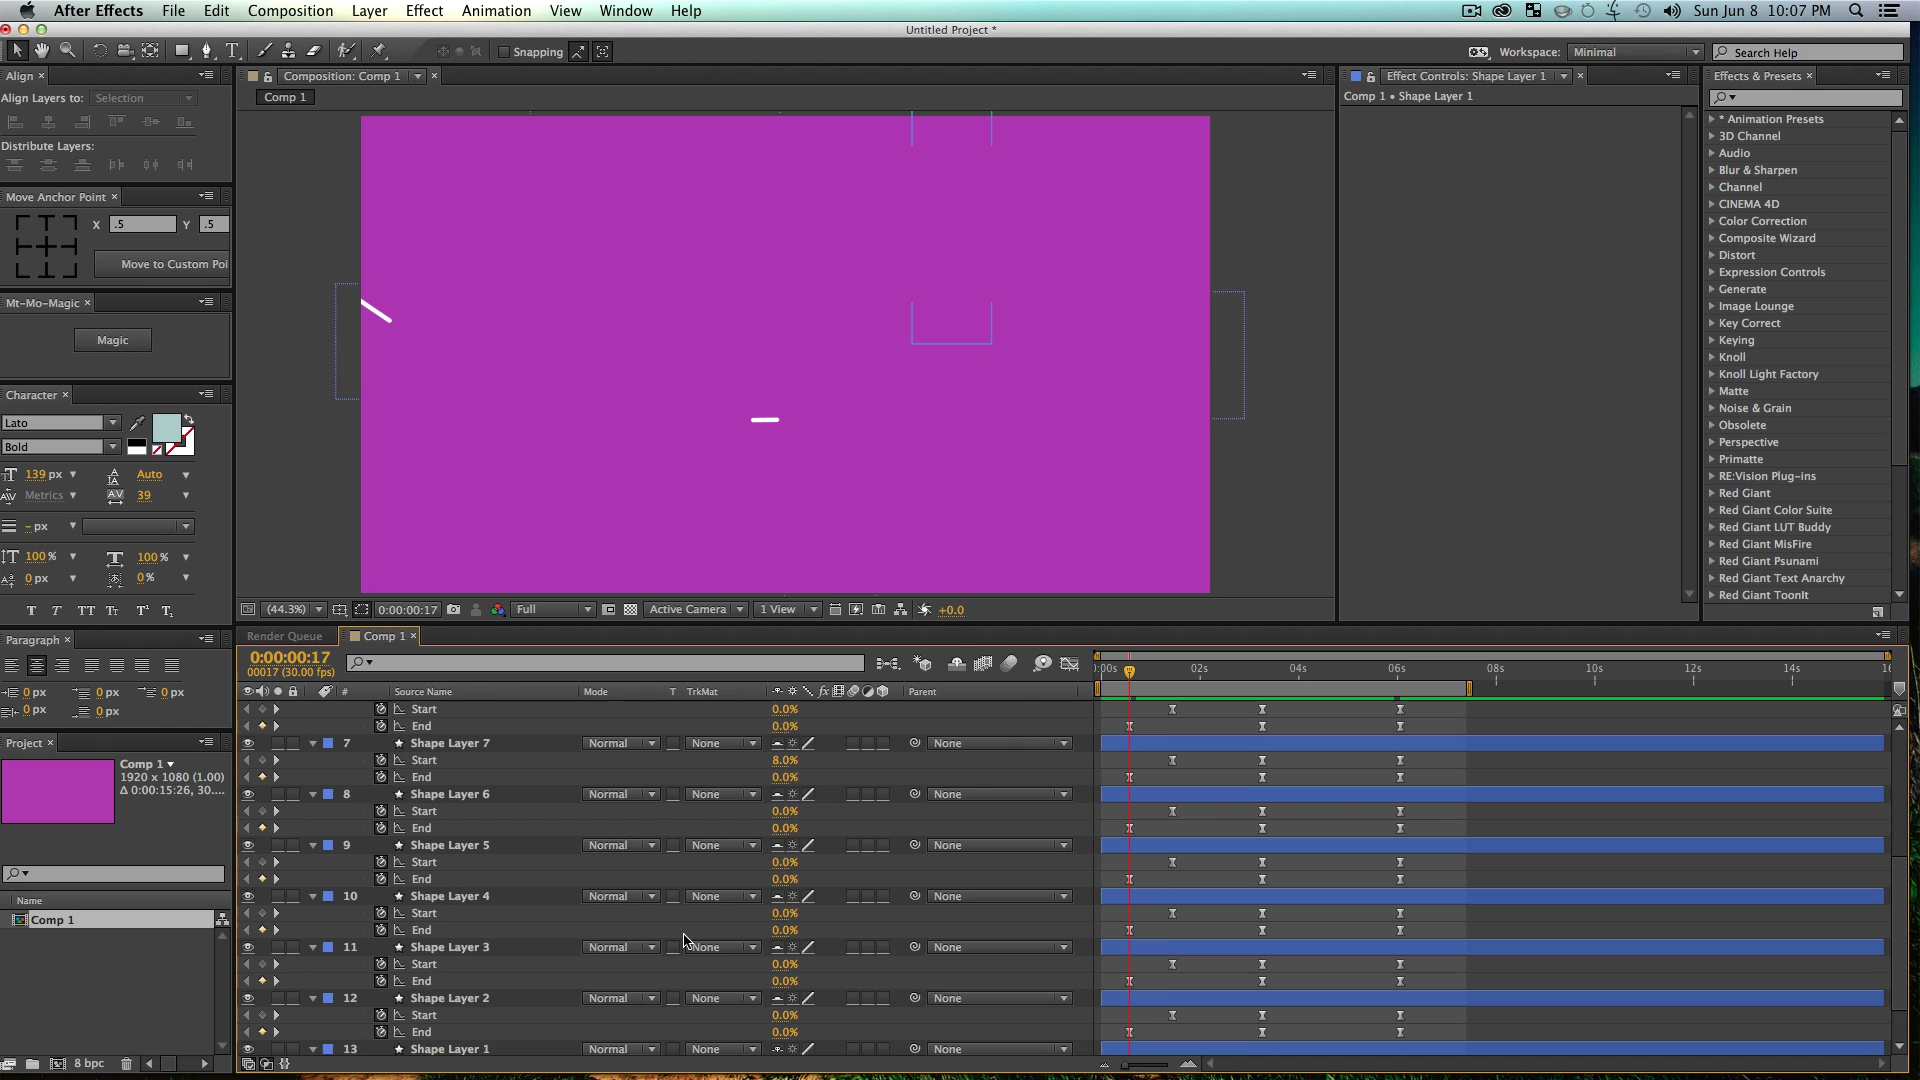 After Effects File Edit Composition Layer Effect Animation View Window Help Sun Jun 8 10:07 PM
Untitled Project *
Snapping Workspace: Minimal Search Help
Align Composition: Comp 1 Effect Controls: Shape Layer 1 Effects & Presets
Align Layers to: Selection
Comp 1
Comp 1 • Shape Layer 1
* Animation Presets
3D Channel
Distribute Layers:
Audio
Blur & Sharpen
Channel
Move Anchor Point
CINEMA 4D
X .5 Y .5
Color Correction
Composite Wizard
Distort
Move to Custom Poi
Expression Controls
Generate
Mt-Mo-Magic
Image Lounge
Key Correct
Magic
Keying
Knoll
Knoll Light Factory
Matte
Character
Noise & Grain
Lato
Obsolete
Bold
Perspective
Primatte
139 px Auto
RE:Vision Plug-ins
Metrics 39
Red Giant
Red Giant Color Suite
- px
Red Giant LUT Buddy
Red Giant MisFire
100 % 100 %
Red Giant Psunami
0 px 0 %
Red Giant Text Anarchy
Red Giant ToonIt
(44.3%) 0:00:00:17 Full Active Camera 1 View +0.0
Paragraph
Render Queue Comp 1
0:00:00:17
00017 (30.00 fps)
):00s 02s 04s 06s 08s 10s 12s 14s 16
0 px 0 px 0 px
0 px 0 px
# Source Name Mode T TrkMat Parent
Start 0.0%
End 0.0%
Project
7 Shape Layer 7 Normal None None
Comp 1
1920 x 1080 (1.00)
Δ 0:00:15:26, 30....
Start 8.0%
End 0.0%
8 Shape Layer 6 Normal None None
Start 0.0%
End 0.0%
9 Shape Layer 5 Normal None None
Start 0.0%
End 0.0%
Name
10 Shape Layer 4 Normal None None
Comp 1
Start 0.0%
End 0.0%
11 Shape Layer 3 Normal None None
Start 0.0%
End 0.0%
12 Shape Layer 2 Normal None None
Start 0.0%
End 0.0%
13 Shape Layer 1 Normal None None
8 bpc